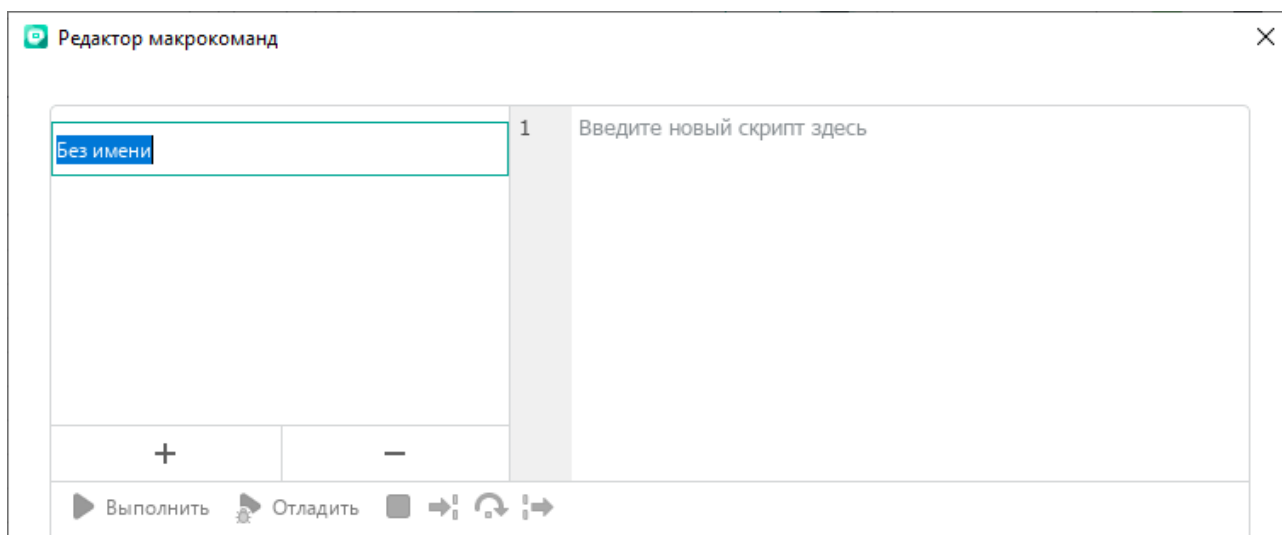 Редактор макрокоманд
Без имени
1 Введите новый скрипт здесь
Выполнить Отладить